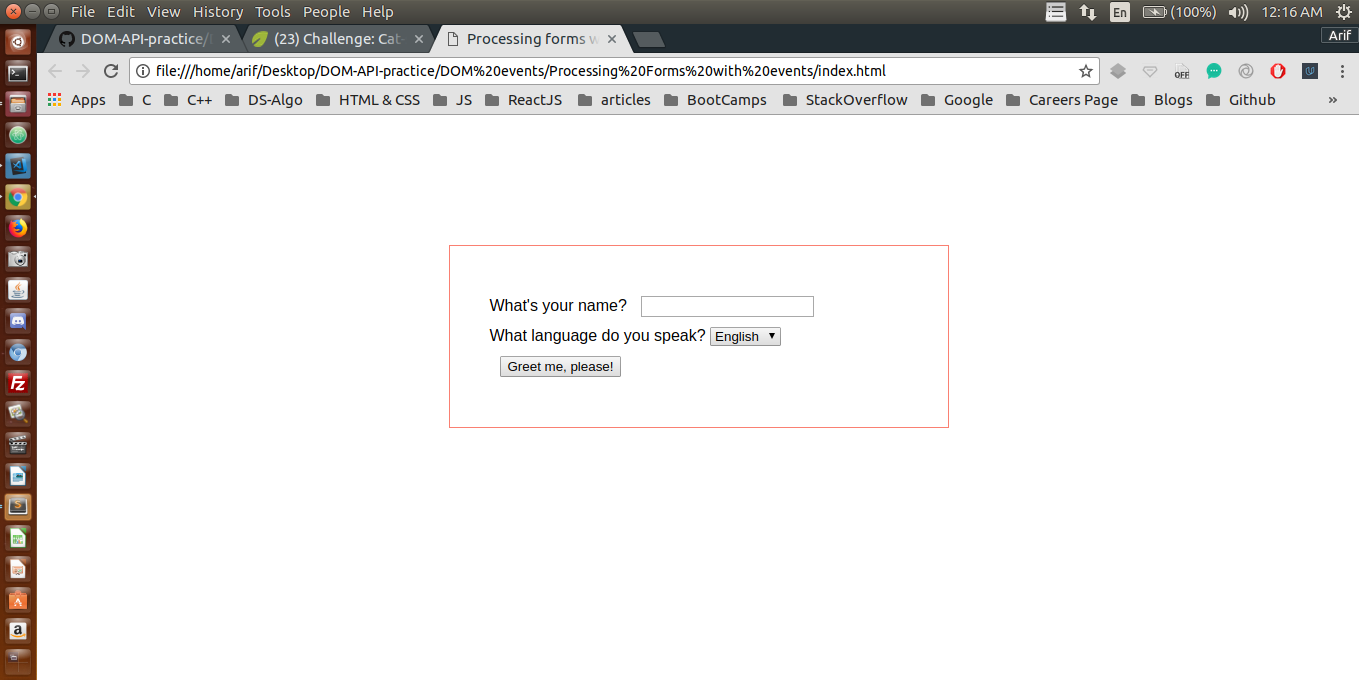 File Edit View History Tools People Help
En (100%) 12:16 AM
DOM-API-practice/ (23) Challenge: Cat- Processing forms w Arif
file:///home/arif/Desktop/DOM-API-practice/DOM%20events/Processing%20Forms%20with%20events/index.html OFF
Apps C C++ DS-Algo HTML & CSS JS ReactJS articles BootCamps StackOverflow Google Careers Page Blogs Github »
What's your name?
What language do you speak? English
Greet me, please!